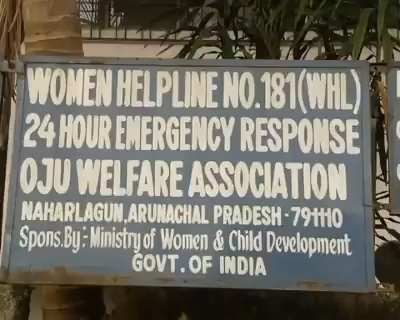 WOMEN HELPLINE NO.181(WHL)
24 HOUR EMERGENCY RESPONSE
OJU WELFARE ASSOCIATION
NAHARLAGUN,ARUNACHAL PRADESH-791110
Spons.By:-Ministry of Women & Child Development
GOVT. OF INDIA